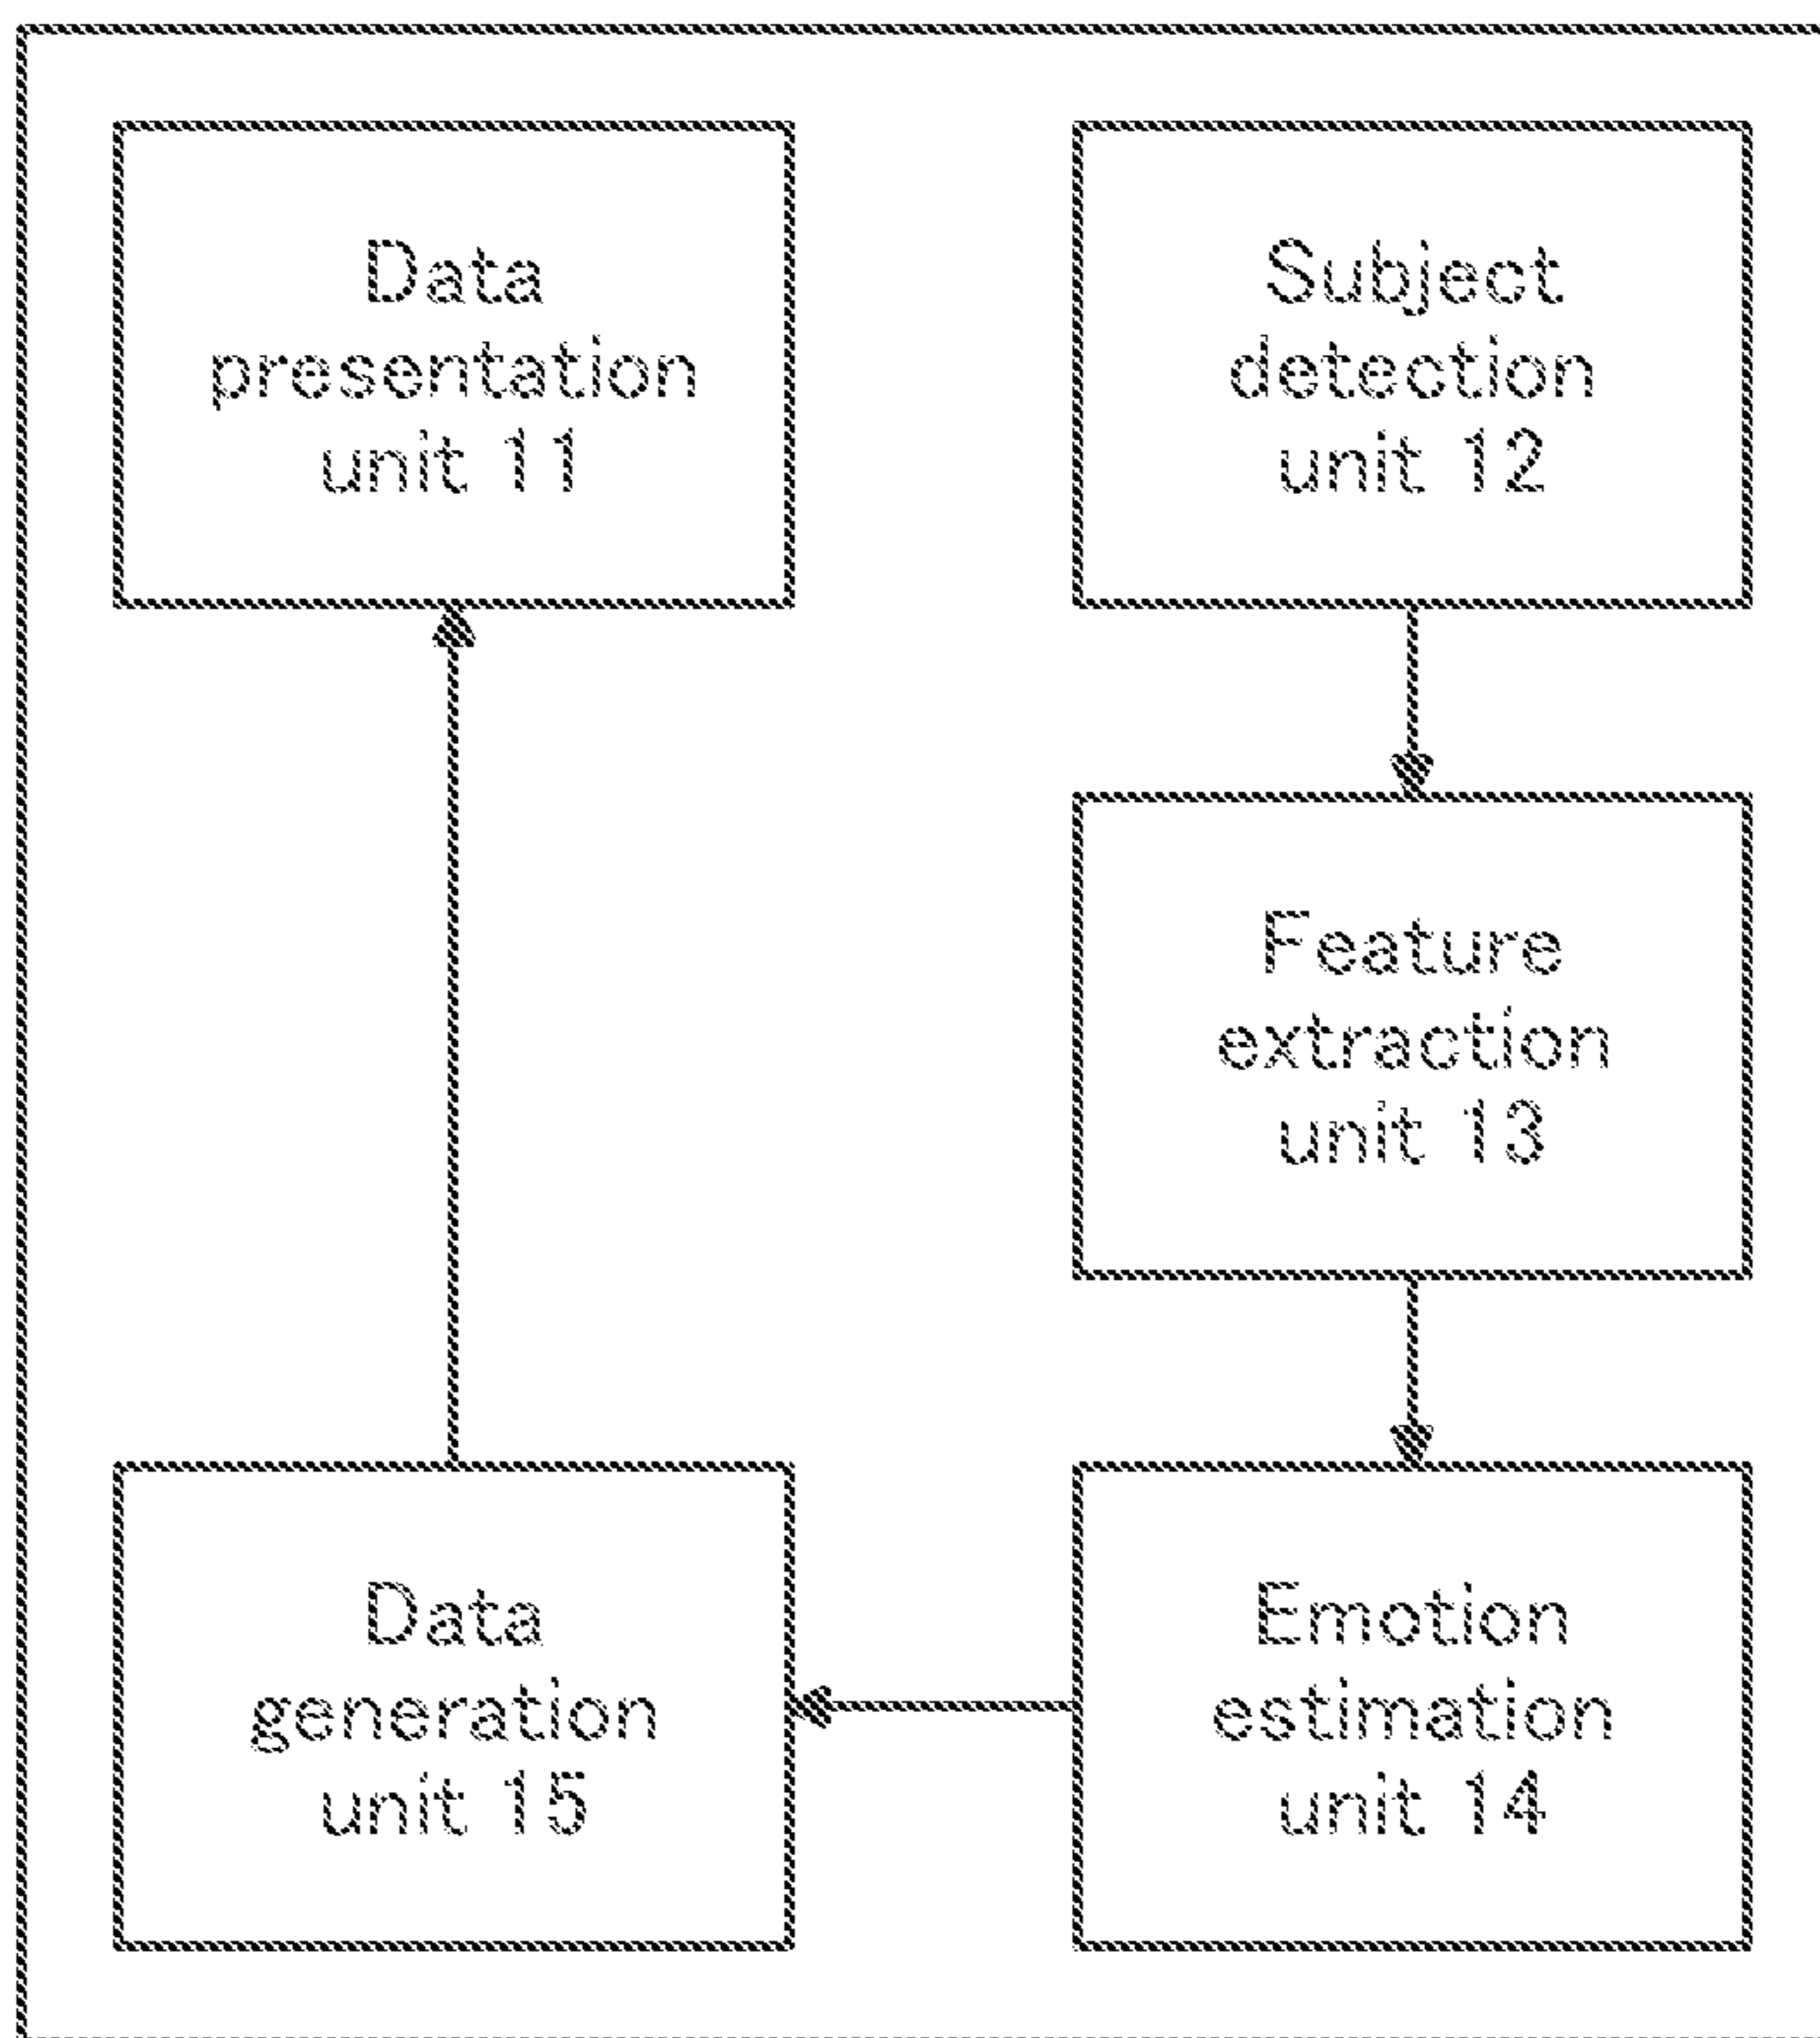 Data
presentation
unit 11
Subject
detection
unit 12
Feature
extraction
unit 13
Data
generation
unit 15
Emotion
estimation
unit 14